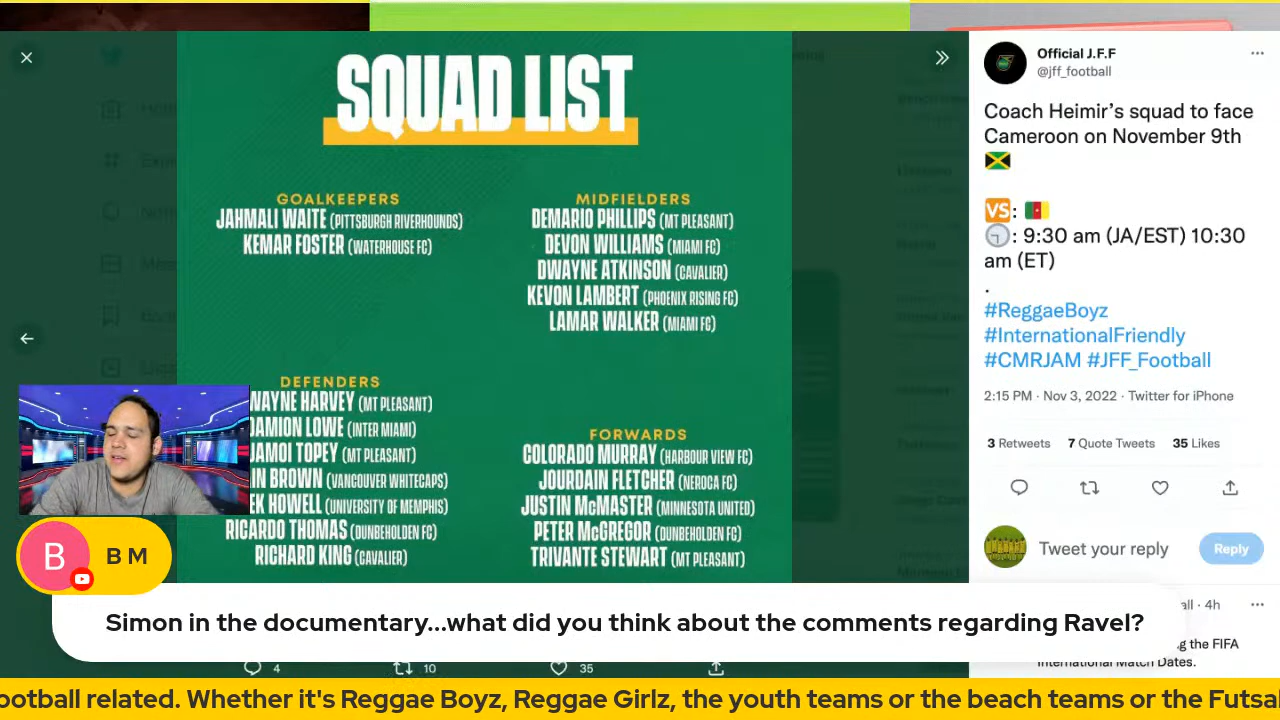 SQUAD LIST
GOALKEEPERS
JAHMALI WAITE (PITTSBURGH RIVERHOUNDS)
KEMAR FOSTER (WATERHOUSE FC)
MIDFIELDERS
DEMARIO PHILLIPS (MT PLEASANT)
DEVON WILLIAMS (MIAMI FC)
DWAYNE ATKINSON (CAVALIER)
KEVON LAMBERT (PHOENIX RISING FC)
LAMAR WALKER (MIAMI FC)
DEFENDERS
WAYNE HARVEY (MT PLEASANT)
DAMION LOWE (INTER MIAMI)
JAMOI TOPEY (MT PLEASANT)
IN BROWN (VANCOUVER WHITECAPS)
EK HOWELL (UNIVERSITY OF MEMPHIS)
RICARDO THOMAS (DUNBEHOLDEN FC)
RICHARD KING (CAVALIER)
FORWARDS
COLORADO MURRAY (HARBOUR VIEW FC)
JOURDAIN FLETCHER (NEROCA FC)
JUSTIN McMASTER (MINNESOTA UNITED)
PETER McGREGOR (DUNBEHOLDEN FC)
TRIVANTE STEWART (MT PLEASANT)
4 10 35
Official J.F.F
@jff_football
Coach Heimir’s squad to face
Cameroon on November 9th
VS:
: 9:30 am (JA/EST) 10:30
am (ET)
.
#ReggaeBoyz
#InternationalFriendly
#CMRJAM #JFF_Football
2:15 PM · Nov 3, 2022 · Twitter for iPhone
3 Retweets 7 Quote Tweets 35 Likes
Tweet your reply
Reply
all · 4h
g the FIFA
International Match Dates.
B
B M
Simon in the documentary...what did you think about the comments regarding Ravel?
ootball related. Whether it's Reggae Boyz, Reggae Girlz, the youth teams or the beach teams or the Futsa